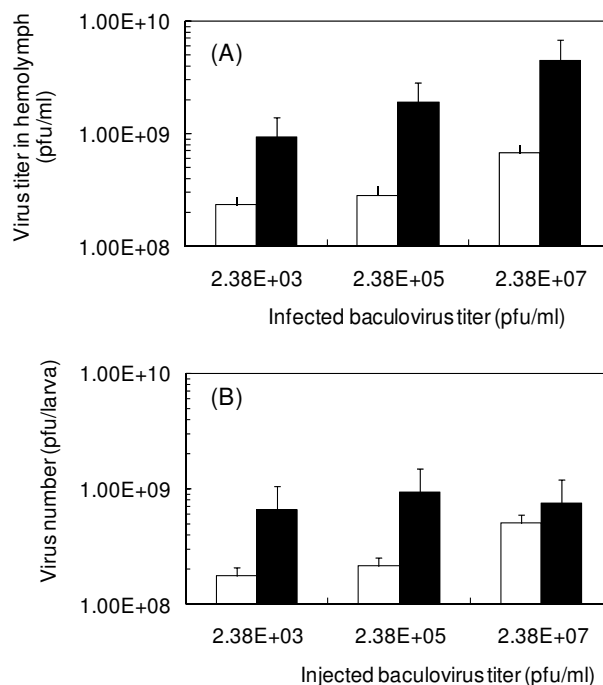 (A)
Virus titer in hemolymph
(pfu/ml)
1.00E+10
1.00E+09
1.00E+08
2.38E+03 2.38E+05 2.38E+07
Infected baculovirus titer (pfu/ml)
(B)
Virus number (pfu/larva)
1.00E+10
1.00E+09
1.00E+08
2.38E+03 2.38E+05 2.38E+07
Injected baculovirus titer (pfu/ml)